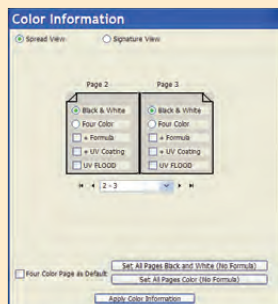 Color Information
Spread View Signature View
Page 2 Page 3
Black & White Black & White
Four Color Four Color
+ Formula + Formula
+ UV Coating + UV Coating
UV FLOOD UV FLOOD
2 - 3
Set All Pages Black and White (No Formula)
Four Color Page as Default
Set All Pages Color (No Formula)
Apply Color Information